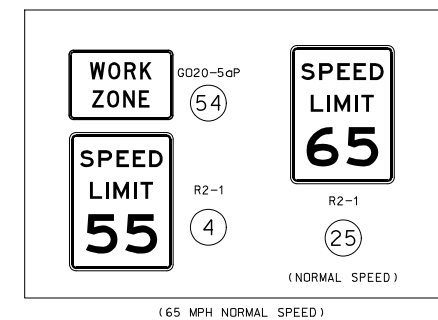 WORK
ZONE
GO20-5aP
54
SPEED
LIMIT
55
R2-1
4
SPEED
LIMIT
65
R2-1
25
(NORMAL SPEED)
(65 MPH NORMAL SPEED)